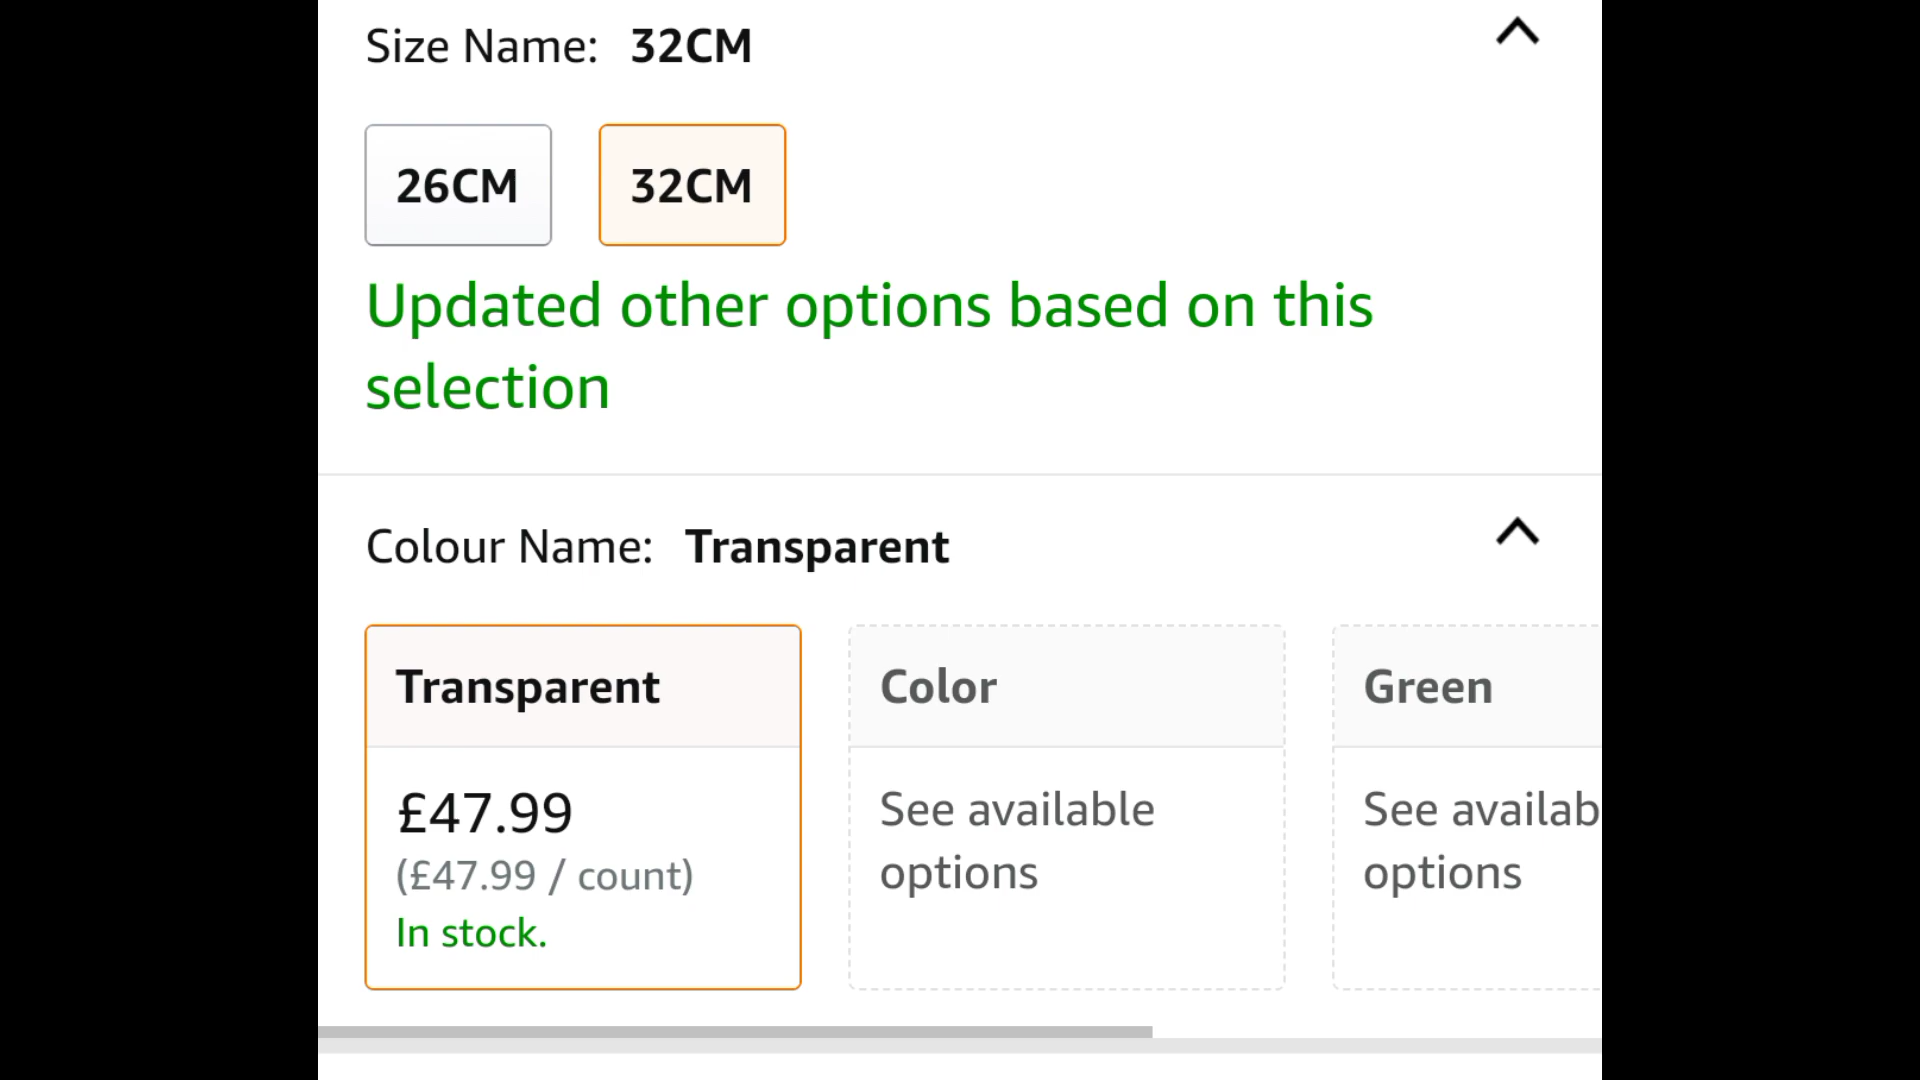 Size Name: 32CM
26CM 32CM
Updated other options based on this
selection
Colour Name: Transparent
Transparent
£47.99
(£47.99 / count)
In stock.
Color
See available
options
Green
See availab
options